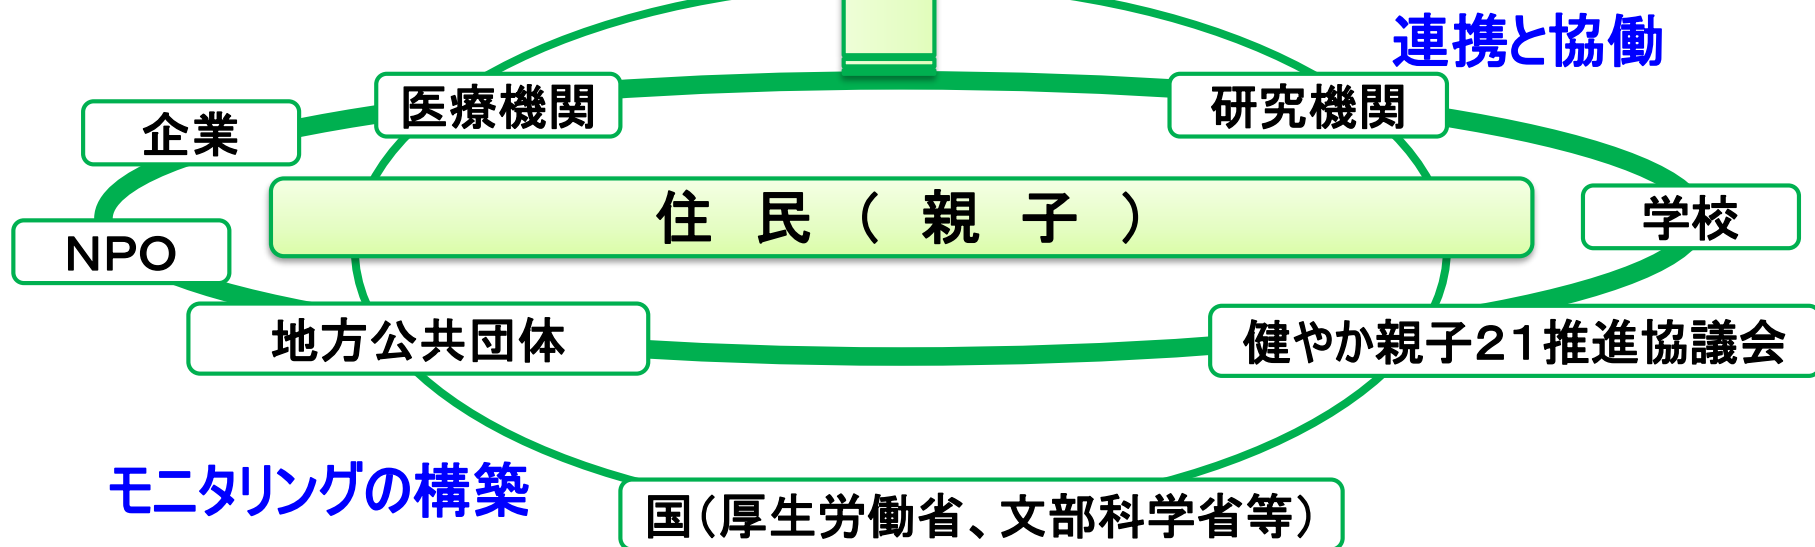 連携と協働
医療機関
研究機関
企業
住民(親子)
学校
NPO
地方公共団体
健やか親子21推進協議会
モニタリングの構築
国(厚生労働省、文部科学省等)